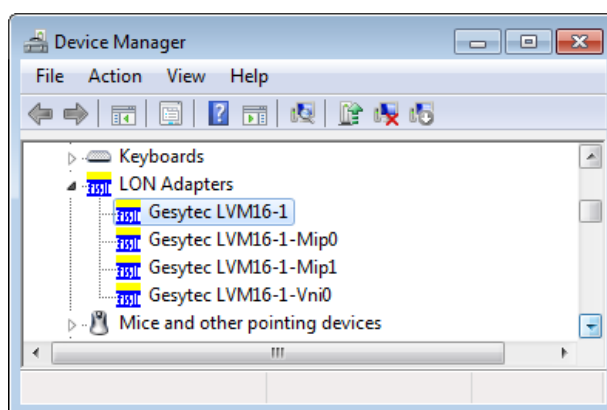 Device Manager
File Action View Help
Keyboards
LON Adapters
Gesytec LVM16-1
Gesytec LVM16-1-Mip0
Gesytec LVM16-1-Mip1
Gesytec LVM16-1-Vni0
Mice and other pointing devices